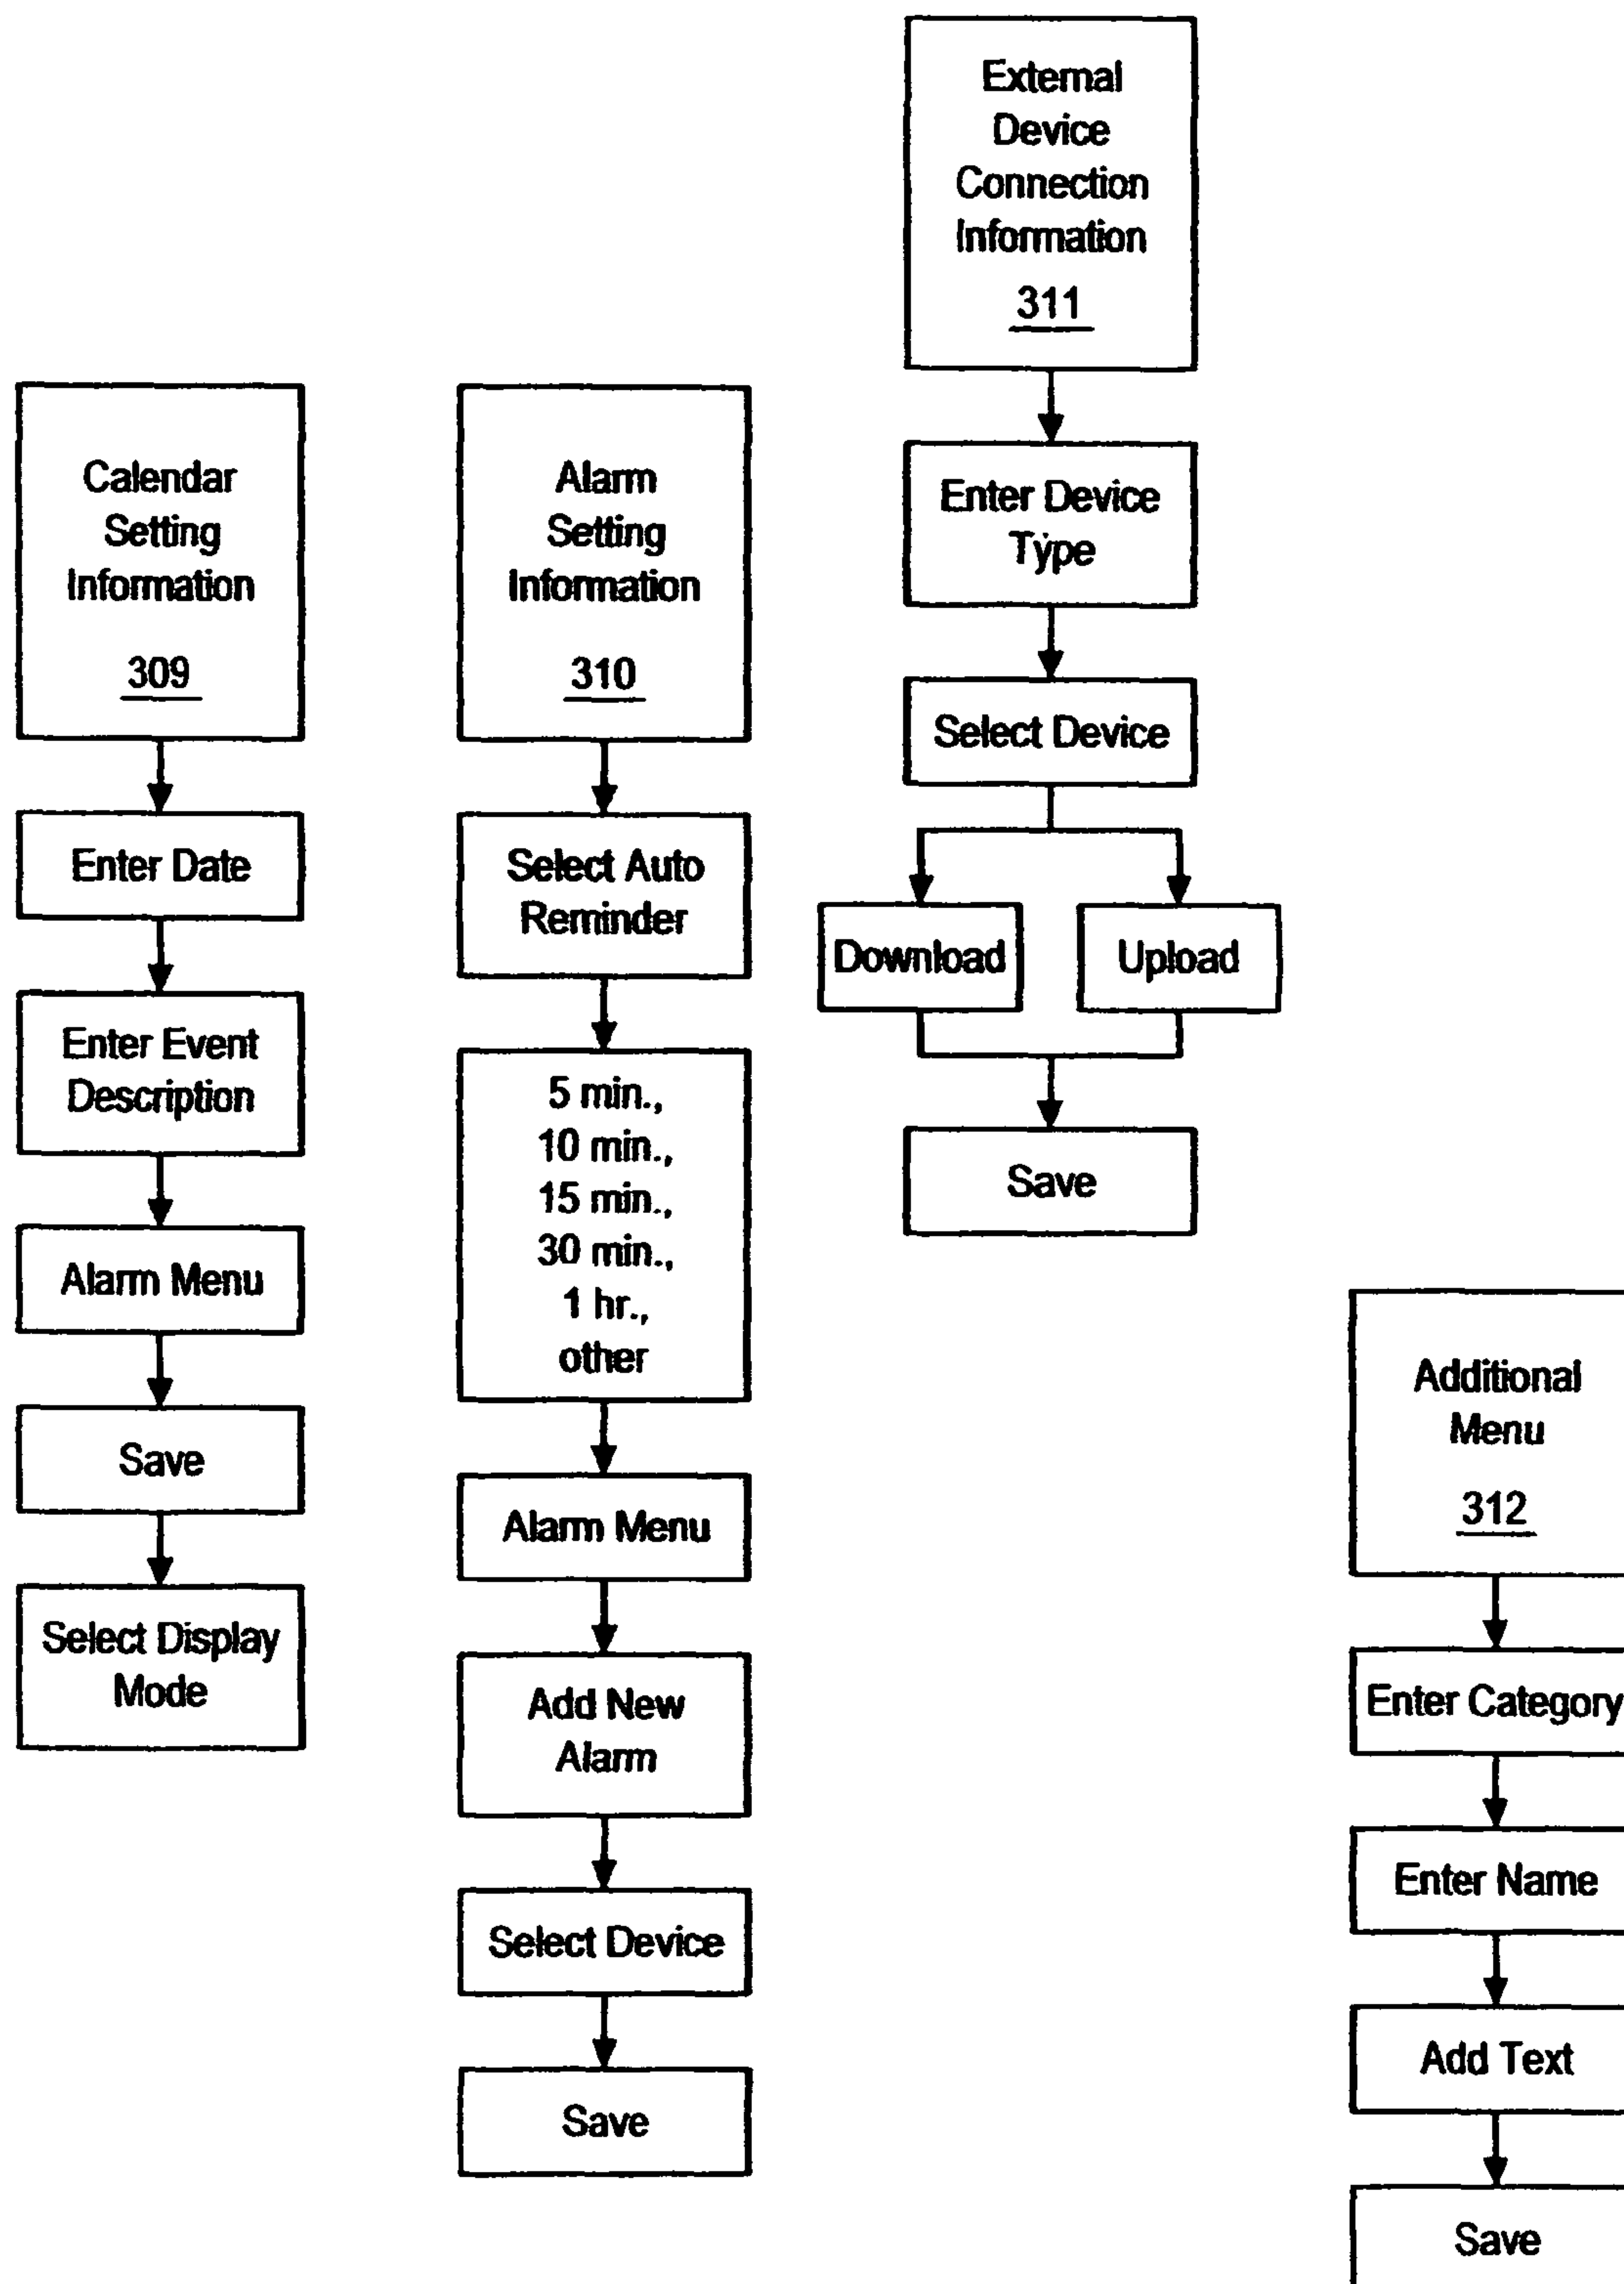 External
Device
Connection
Information
311
Enter Device
Type
Select Device
Download
Upload
Save
Calendar
Setting
Information
309
Enter Date
Enter Event
Description
Alarm Menu
Save
Select Display
Mode
Alarm
Setting
Information
310
Select Auto
Reminder
5 min.,
10 min.,
15 min.,
30 min.,
1 hr.,
other
Alarm Menu
Add New
Alarm
Select Device
Save
Additional
Menu
312
Enter Category
Enter Name
Add Text
Save